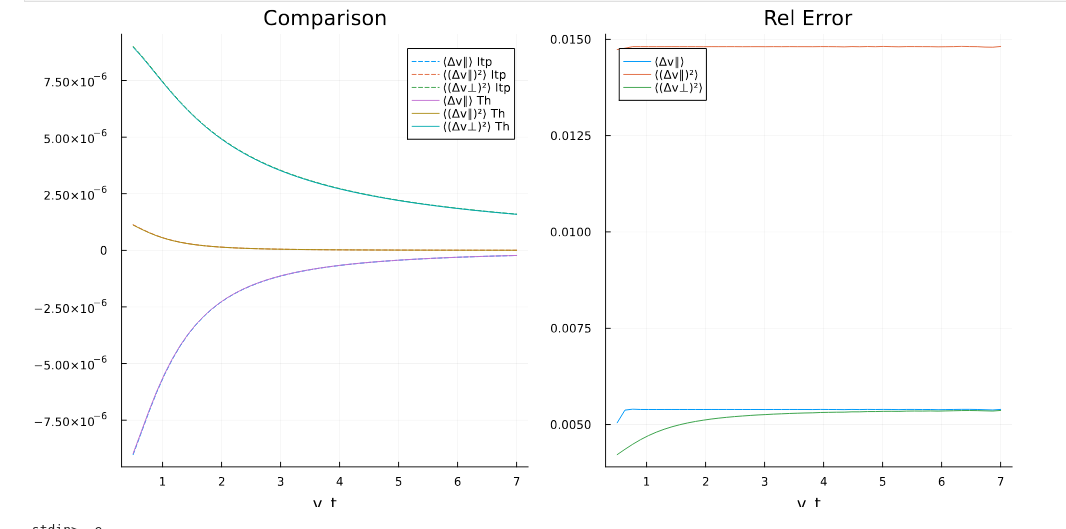 Comparison
7.50×10⁻⁶
5.00×10⁻⁶
2.50×10⁻⁶
0
−2.50×10⁻⁶
−5.00×10⁻⁶
−7.50×10⁻⁶
⟨Δv∥⟩ Itp
⟨(Δv∥)²⟩ Itp
⟨(Δv⊥)²⟩ Itp
⟨Δv∥⟩ Th
⟨(Δv∥)²⟩ Th
⟨(Δv⊥)²⟩ Th
1 2 3 4 5 6 7
v_t
Rel Error
0.0150
0.0125
0.0100
0.0075
0.0050
⟨Δv∥⟩
⟨(Δv∥)²⟩
⟨(Δv⊥)²⟩
1 2 3 4 5 6 7
v_t